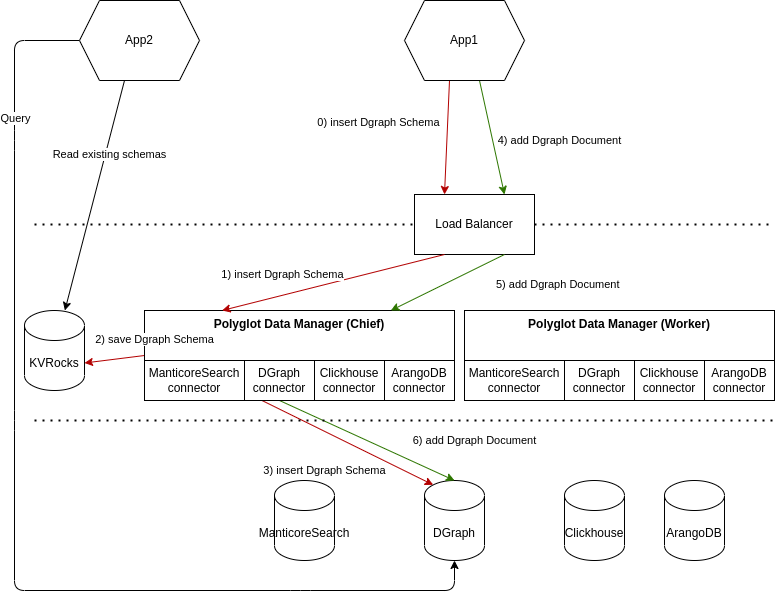 App2
App1
Query
0) insert Dgraph Schema
4) add Dgraph Document
Read existing schemas
Load Balancer
1) insert Dgraph Schema
5) add Dgraph Document
Polyglot Data Manager (Chief)
Polyglot Data Manager (Worker)
2) save Dgraph Schema
KVRocks
ManticoreSearch
connector
DGraph
connector
Clickhouse
connector
ArangoDB
connector
ManticoreSearch
connector
DGraph
connector
Clickhouse
connector
ArangoDB
connector
6) add Dgraph Document
3) insert Dgraph Schema
ManticoreSearch
DGraph
Clickhouse
ArangoDB